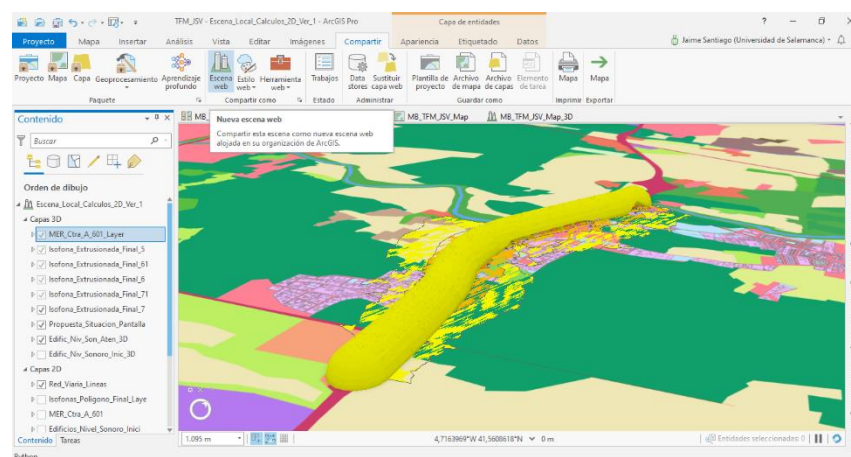 TFM_JSV - Escena_Local_Calculos_2D_Ver_1 - ArcGIS Pro
Capa de entidades
?
Proyecto Mapa Insertar Análisis Vista Editar Imágenes Compartir Apariencia Etiquetado Datos
Jaime Santiago (Universidad de Salamanca)
Proyecto Mapa Capa Geoprocesamiento Aprendizaje profundo Escena web Estilo web Herramienta web Trabajos Data stores Sustituir capa web Plantilla de proyecto Archivo de mapa Archivo de capas Elemento de tarea Mapa Mapa
Paquete Compartir como Estado Administrar Guardar como Imprimir Exportar
Contenido
MB_
MB_TFM_JSV_Map
MB_TFM_JSV_Map_3D
Nueva escena web
Compartir esta escena como nueva escena web
alojada en su organización de ArcGIS.
Buscar
Orden de dibujo
Escena_Local_Calculos_2D_Ver_1
Capas 3D
MER_Ctra_A_601_Layer
Isofona_Extrusionada_Final_5
Isofona_Extrusionada_Final_61
Isofona_Extrusionada_Final_6
Isofona_Extrusionada_Final_71
Isofona_Extrusionada_Final_7
Propuesta_Situacion_Pantalla
Edific_Niv_Son_Aten_3D
Edific_Niv_Sonoro_Inic_3D
Capas 2D
Red_Viaria_Lineas
Isofonas_Poligono_Final_Laye
MER_Ctra_A_601
Edificios_Nivel_Sonoro_Inici
Contenido Tareas
1.095 m
4,7163969°W 41,5608618°N 0 m
Entidades seleccionadas: 0
Python